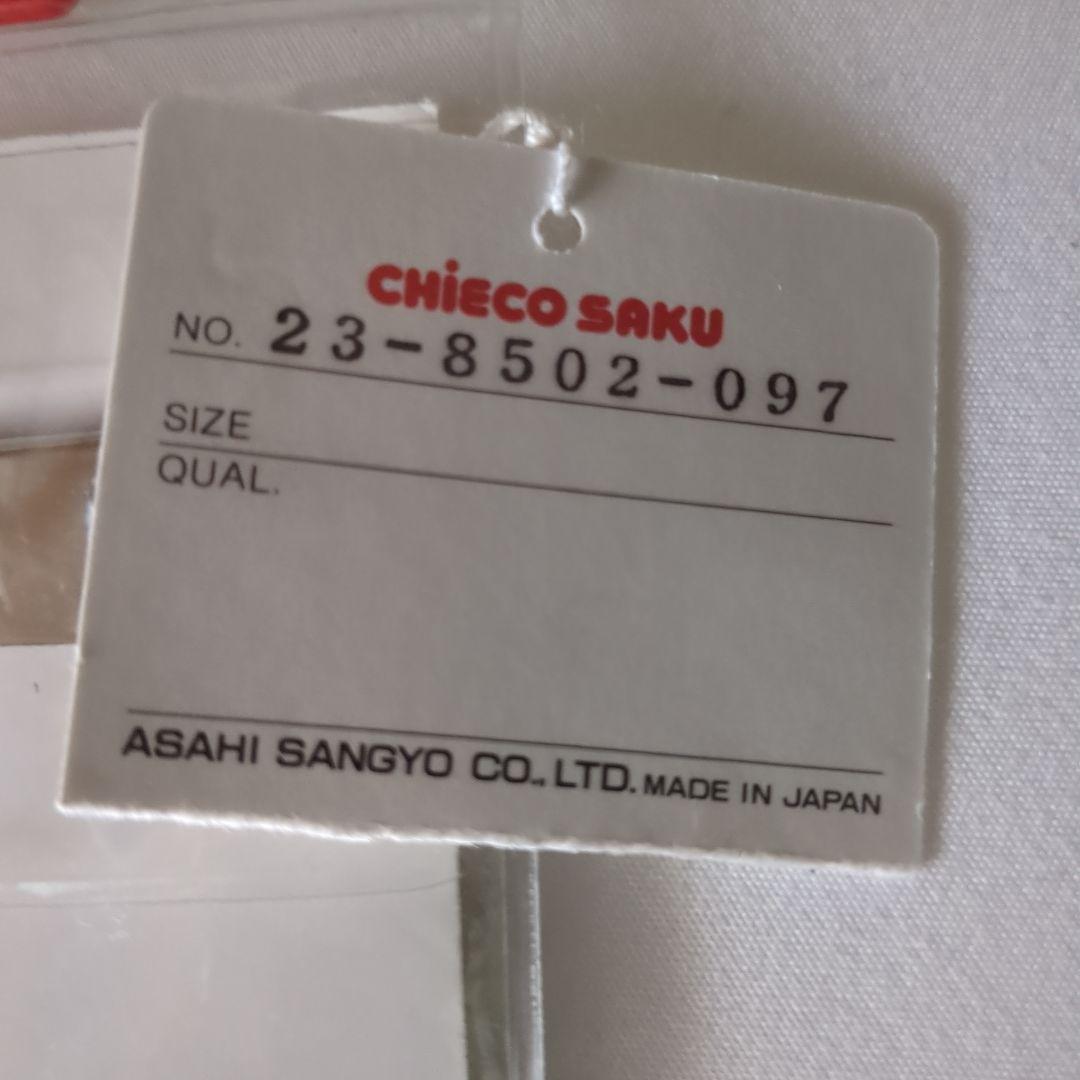 CHiECO SAKU
NO. 23-8502-097
SIZE
QUAL.
ASAHI SANGYO CO., LTD. MADE IN JAPAN